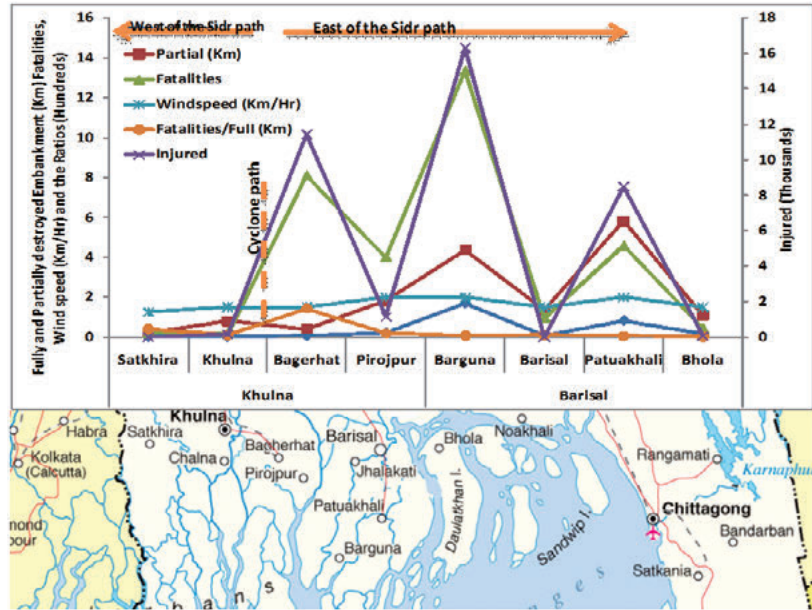 Fully and Partially destroyed Embankment (Km) Fatalities,
Wind speed (Km/Hr) and the Ratios (Hundreds)
16
14
12
10
8
6
4
2
0
West of the Sidr path
East of the Sidr path
Partial (Km)
Fatalities
Windspeed (Km/Hr)
Fatalities/Full (Km)
Injured
Cyclone path
18
16
14
12
10
8
6
4
2
0
Injured (Thousands)
Satkhira Khulna Bagerhat Pirojpur Barguna Barisal Patuakhali Bhola
Khulna Barisal
Habra
Kolkata
(Calcutta)
mond
bour
Satkhira
Khulna
Chalna
Bagherhat
Pirojpur
Barisal
Jhalakati
Patuakhali
Barguna
Bhola
Daulatkhan I.
Noakhali
Sandwip I.
Rangamati
Karnaphu
Chittagong
Bandarban
Satkania
b a n s
n g e s